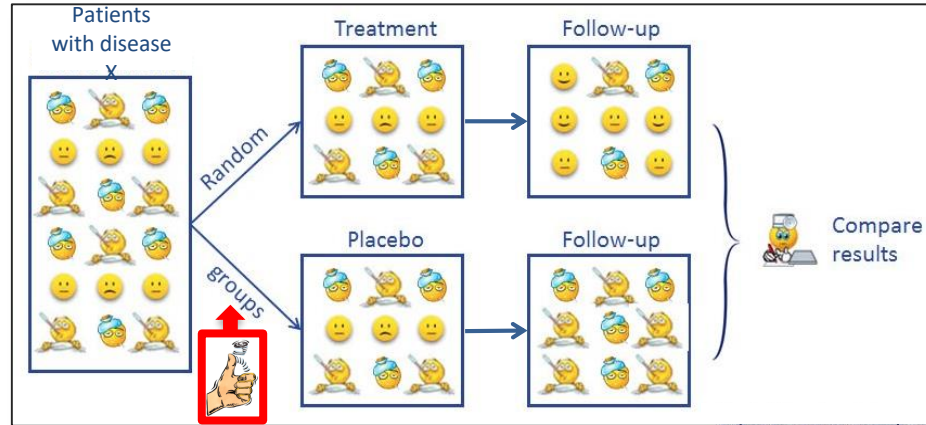 Patients
with disease
X
Treatment
Follow-up
Random
groups
Placebo
Follow-up
Compare
results